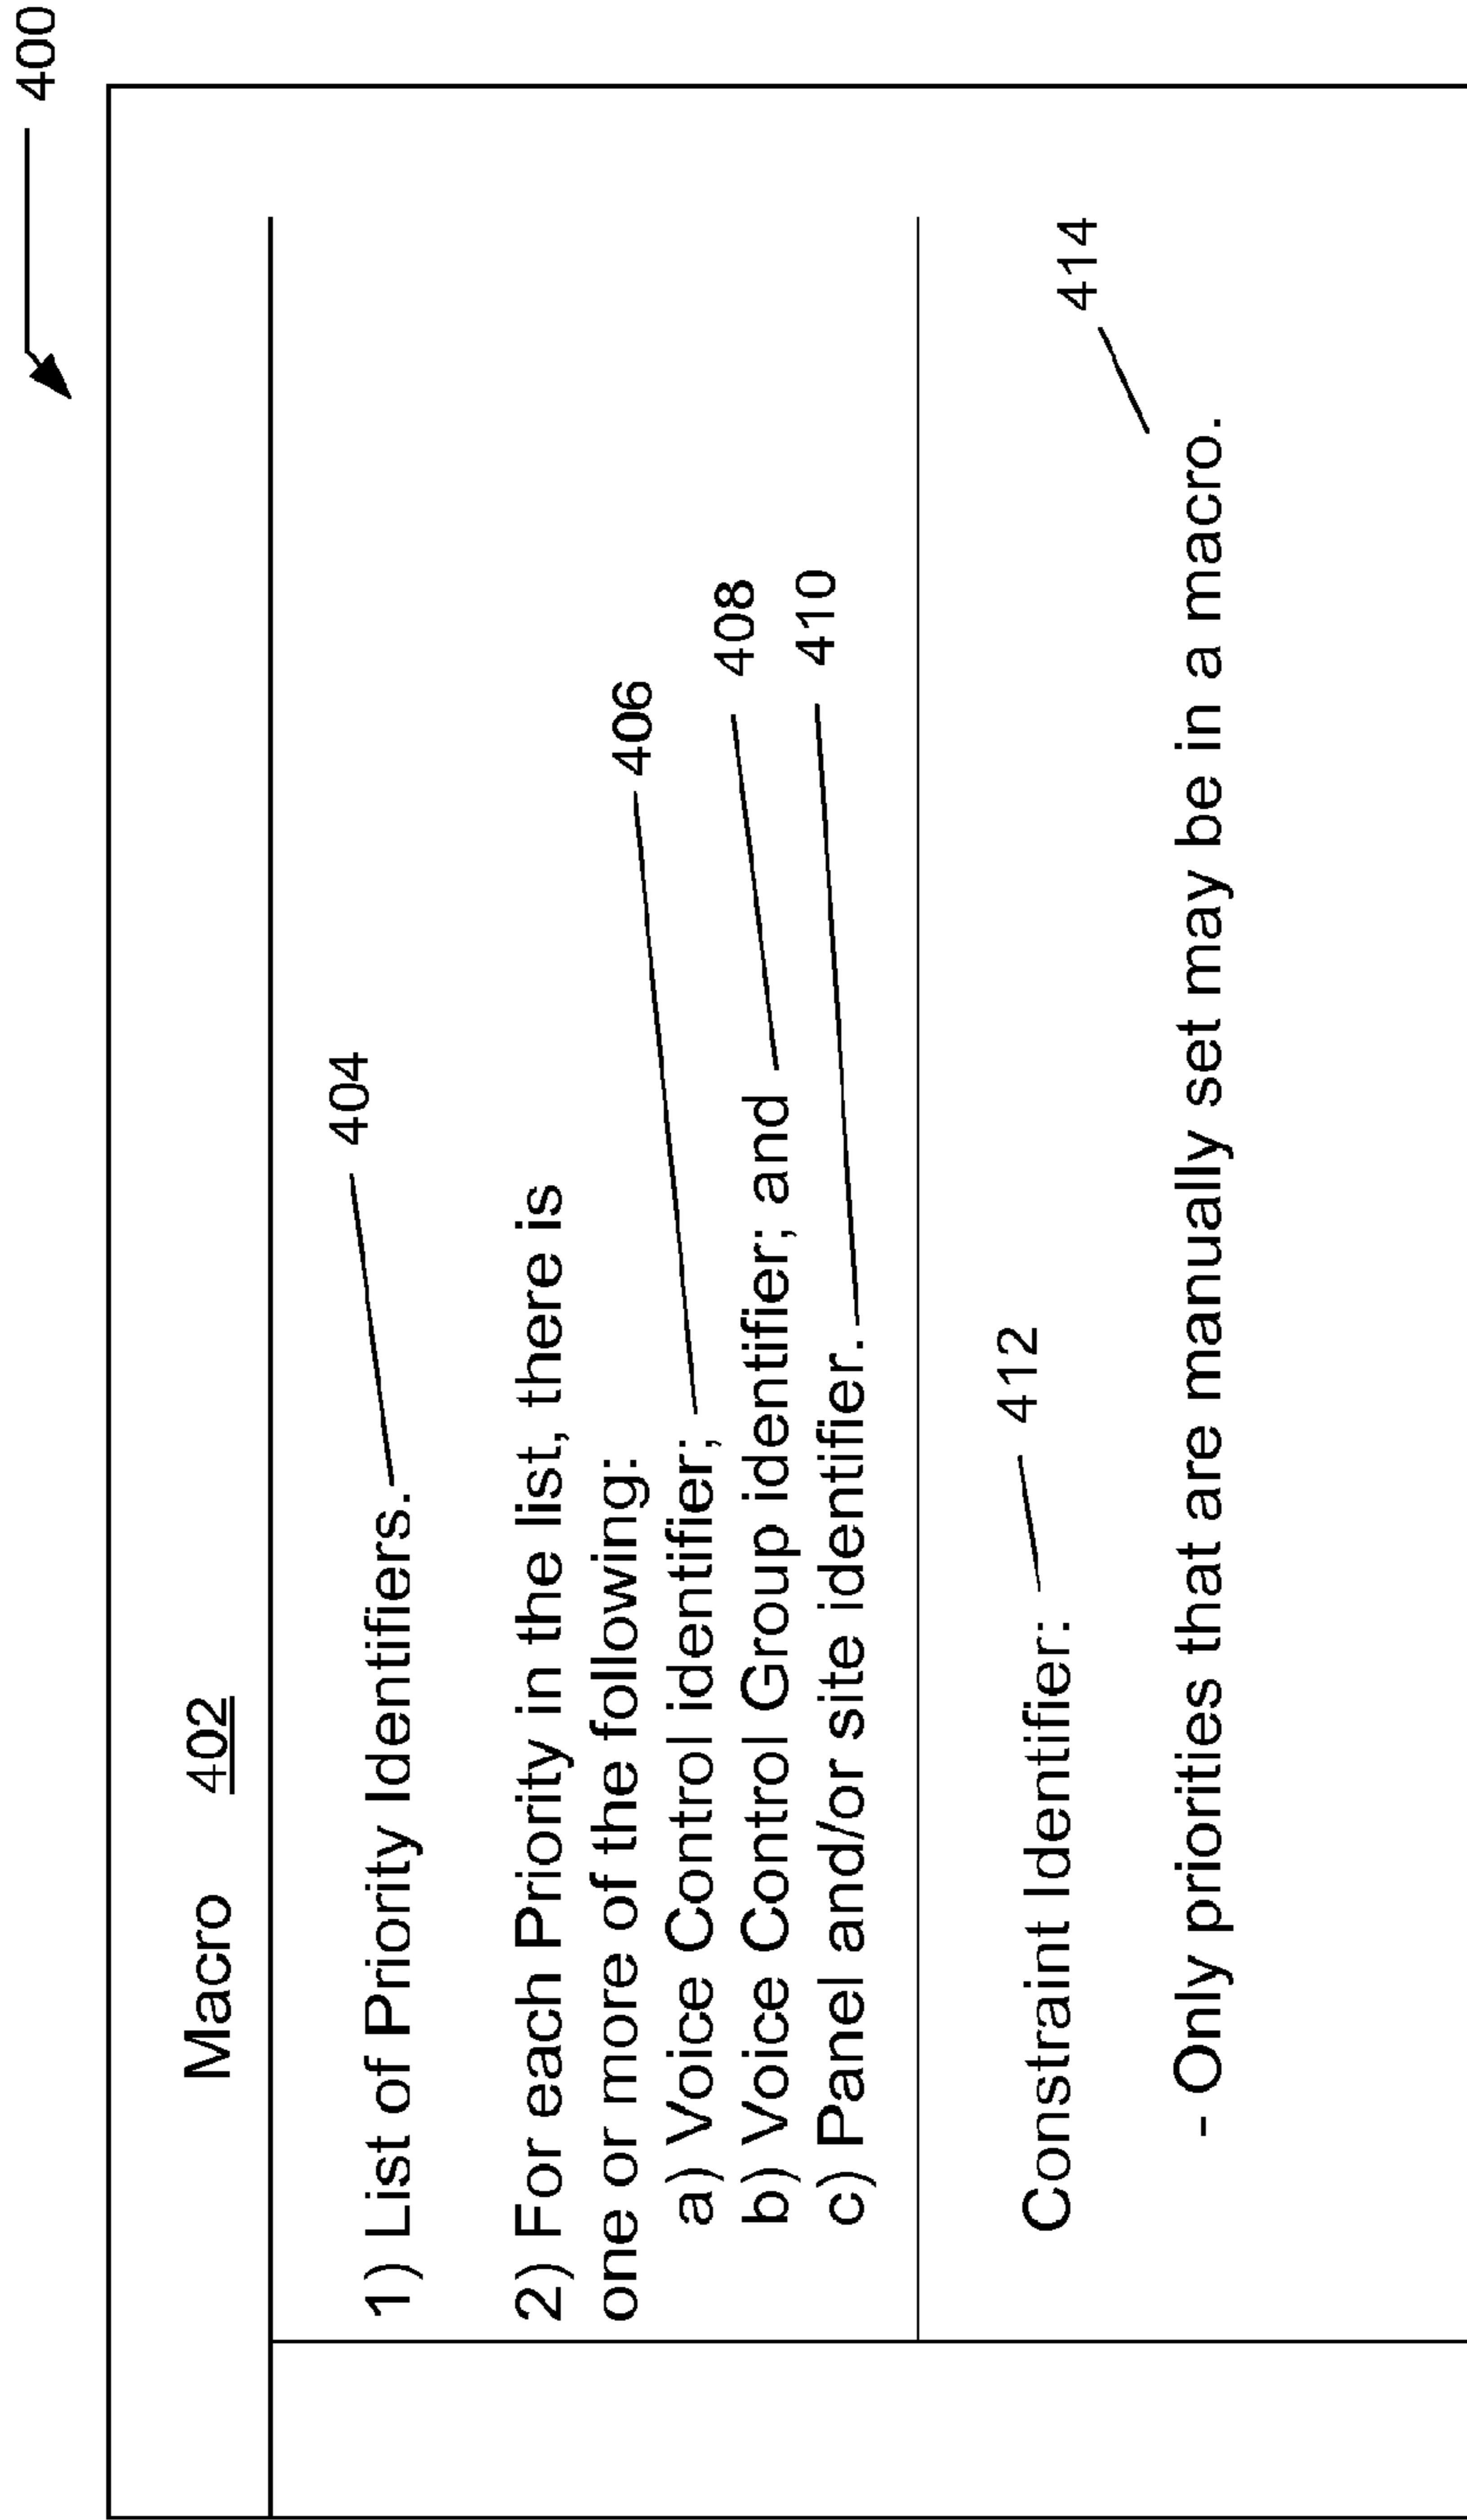 400
Macro 402
1) List of Priority Identifiers. 404
2) For each Priority in the list, there is
one or more of the following:
a) Voice Control identifier; 406
b) Voice Control Group identifier; and 408
c) Panel and/or site identifier. 410
Constraint Identifier: 412
- Only priorities that are manually set may be in a macro. 414